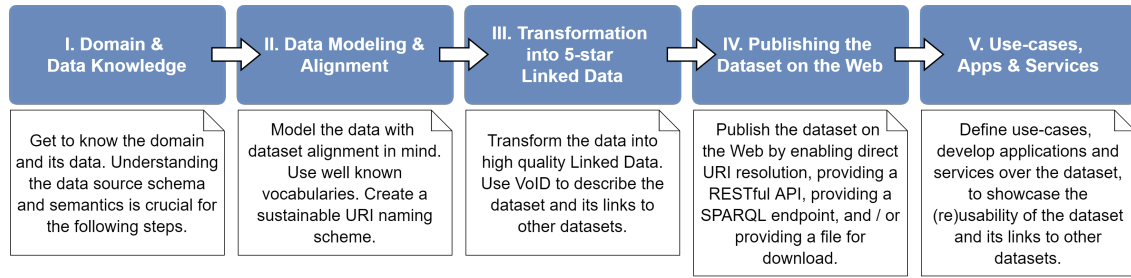 I. Domain &
Data Knowledge
II. Data Modeling &
Alignment
III. Transformation
into 5-star
Linked Data
IV. Publishing the
Dataset on the Web
V. Use-cases,
Apps & Services
Get to know the domain
and its data. Understanding
the data source schema
and semantics is crucial for
the following steps.
Model the data with
dataset alignment in mind.
Use well known
vocabularies. Create a
sustainable URI naming
scheme.
Transform the data into
high quality Linked Data.
Use VoID to describe the
dataset and its links to
other datasets.
Publish the dataset on
the Web by enabling direct
URI resolution, providing a
RESTful API, providing a
SPARQL endpoint, and / or
providing a file for
download.
Define use-cases,
develop applications and
services over the dataset,
to showcase the
(re)usability of the dataset
and its links to other
datasets.